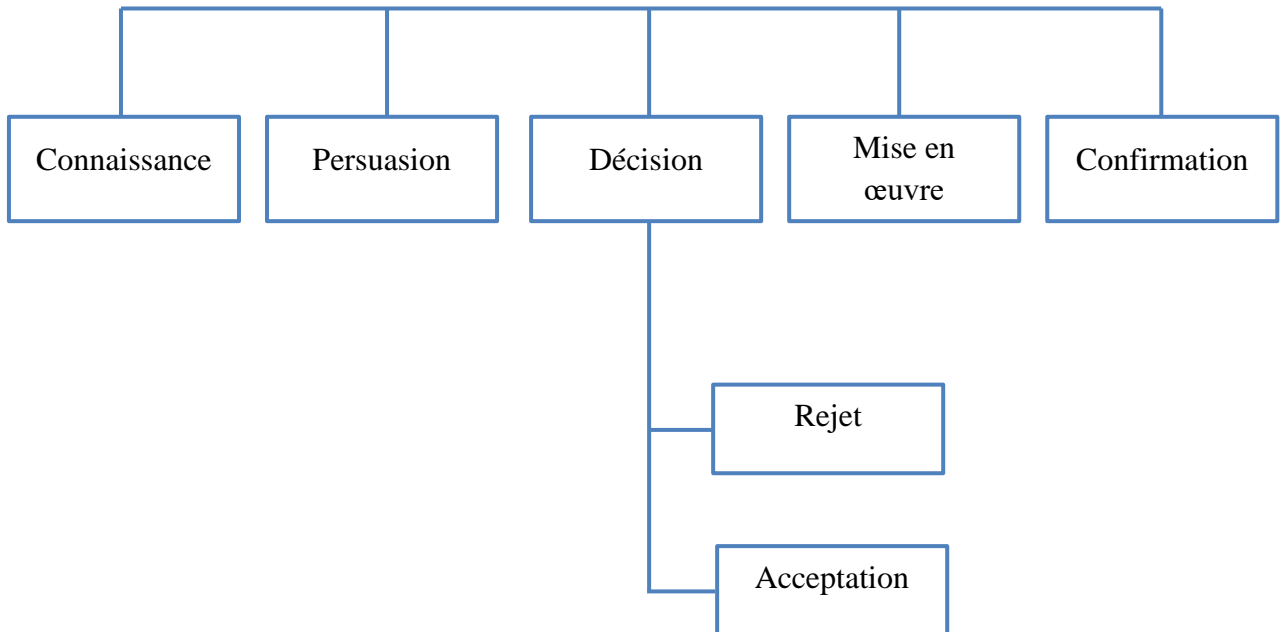 Connaissance
Persuasion
Décision
Mise en
œuvre
Confirmation
Rejet
Acceptation